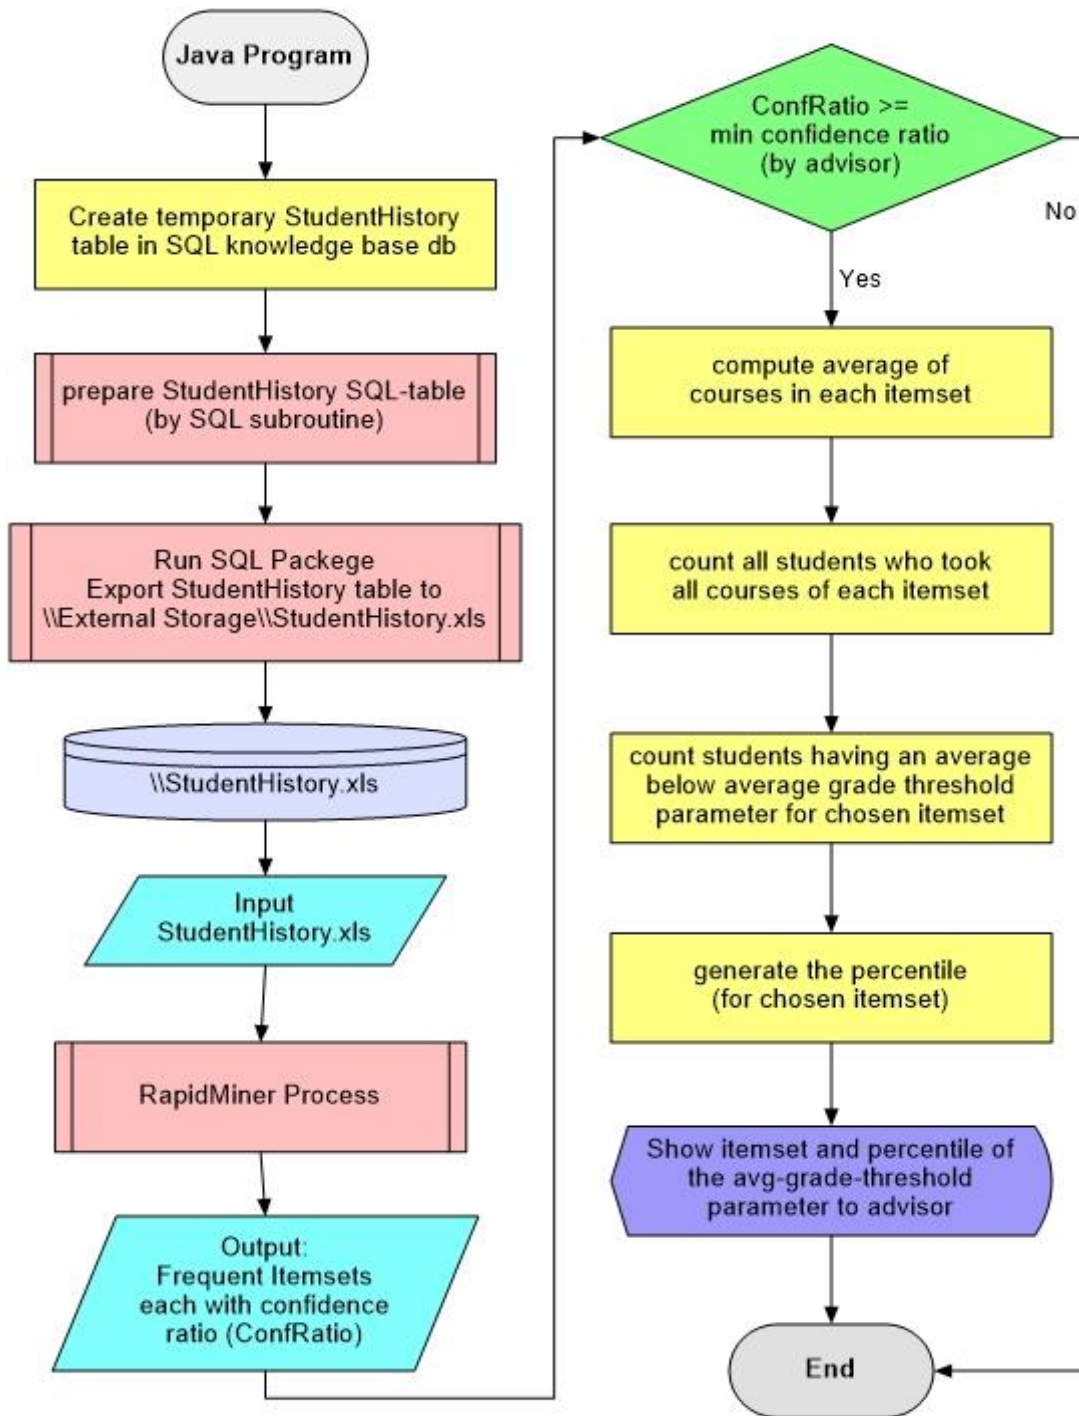 Java Program
Create temporary StudentHistory
table in SQL knowledge base db
prepare StudentHistory SQL-table
(by SQL subroutine)
Run SQL Packege
Export StudentHistory table to
\\External Storage\\StudentHistory.xls
\\StudentHistory.xls
Input
StudentHistory.xls
RapidMiner Process
Output:
Frequent Itemsets
each with confidence
ratio (ConfRatio)
ConfRatio >=
min confidence ratio
(by advisor)
No
Yes
compute average of
courses in each itemset
count all students who took
all courses of each itemset
count students having an average
below average grade threshold
parameter for chosen itemset
generate the percentile
(for chosen itemset)
Show itemset and percentile of
the avg-grade-threshold
parameter to advisor
End